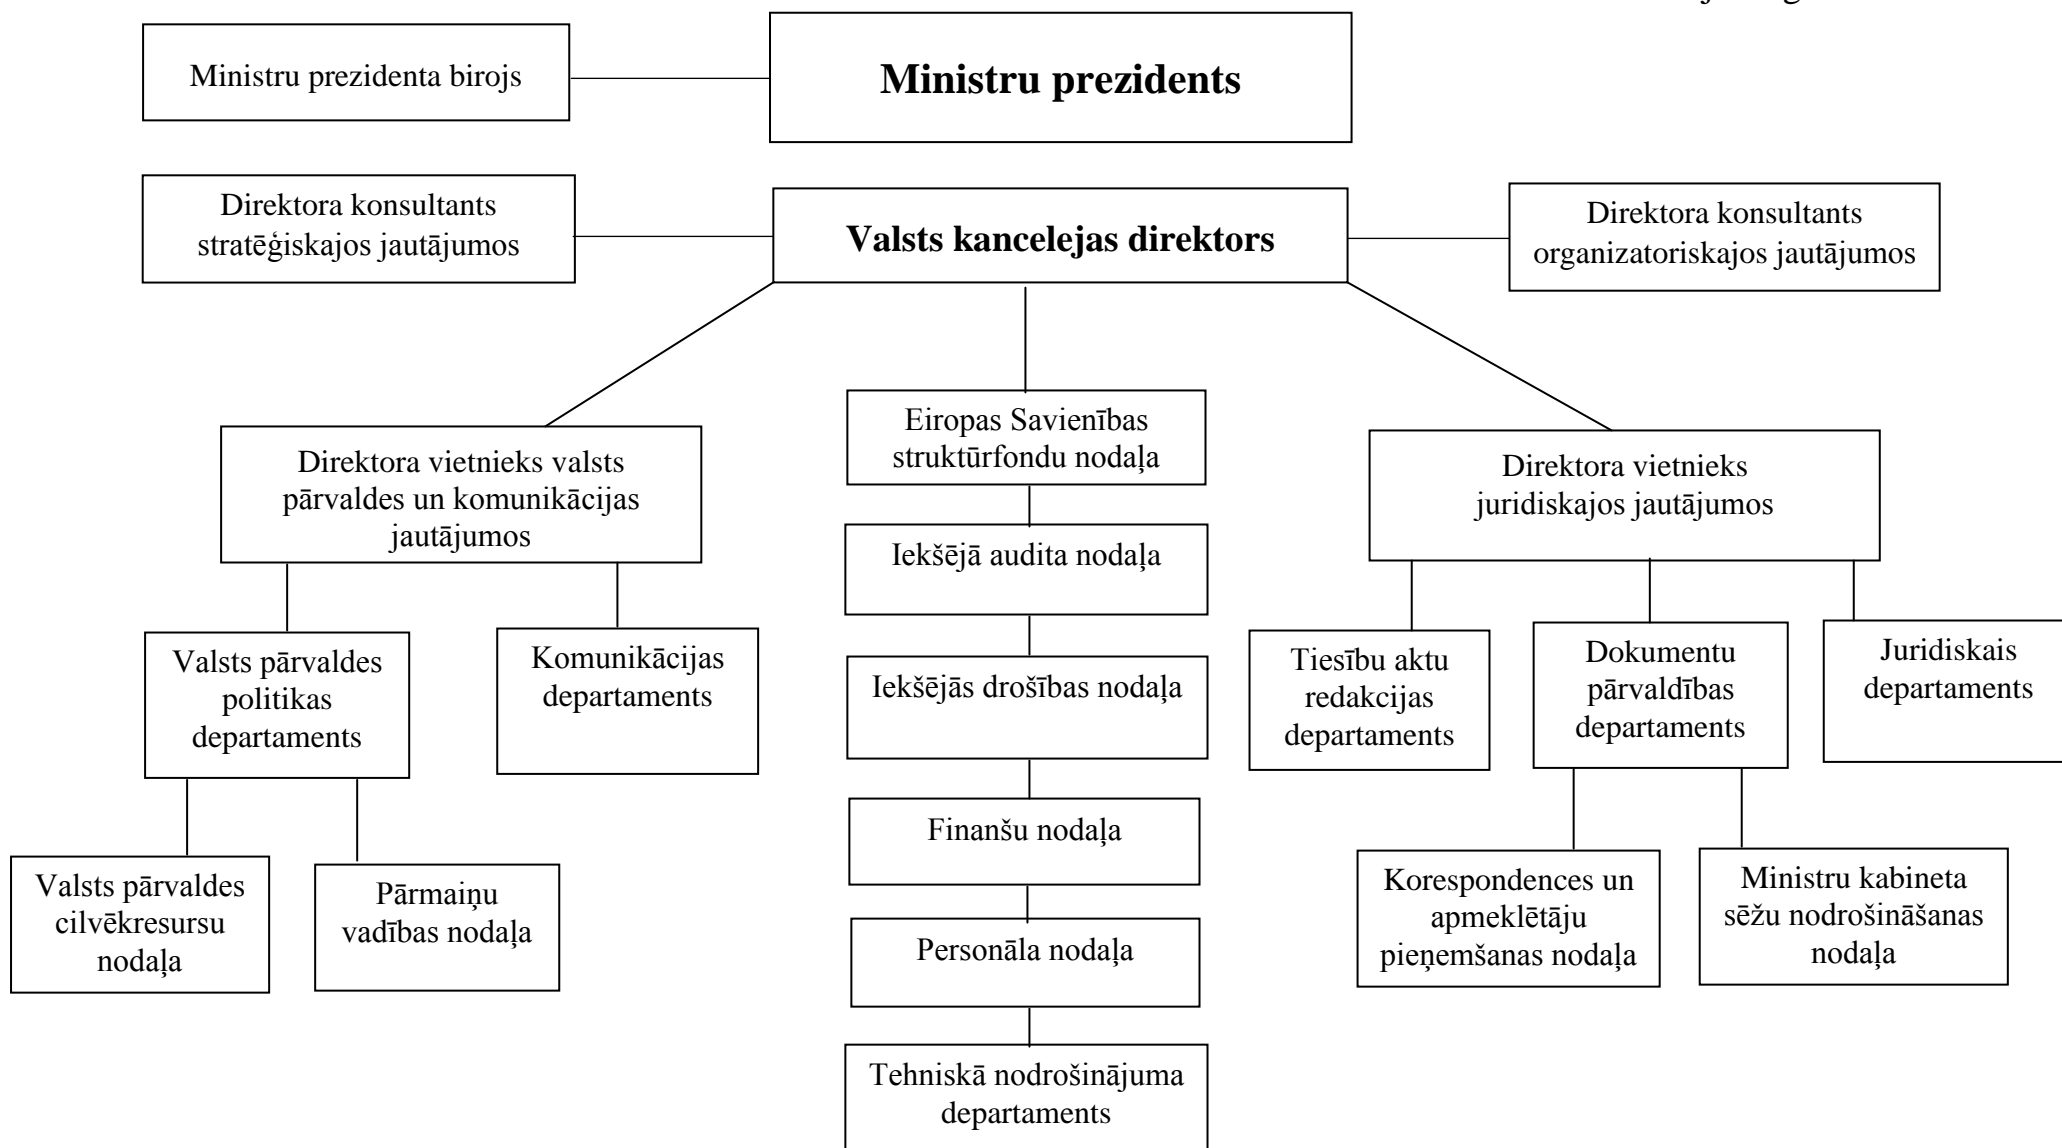 Ministru prezidenta birojs
Ministru prezidents
Direktora konsultants
stratēģiskajos jautājumos
Valsts kancelejas direktors
Direktora konsultants
organizatoriskajos jautājumos
Direktora vietnieks valsts
pārvaldes un komunikācijas
jautājumos
Eiropas Savienības
struktūrfondu nodaļa
Direktora vietnieks
juridiskajos jautājumos
Iekšējā audita nodaļa
Valsts pārvaldes
politikas
departaments
Komunikācijas
departaments
Iekšējās drošības nodaļa
Tiesību aktu
redakcijas
departaments
Dokumentu
pārvaldības
departaments
Juridiskais
departaments
Finanšu nodaļa
Valsts pārvaldes
cilvēkresursu
nodaļa
Pārmaiņu
vadības nodaļa
Personāla nodaļa
Korespondences un
apmeklētāju
pieņemšanas nodaļa
Ministru kabineta
sēžu nodrošināšanas
nodaļa
Tehniskā nodrošinājuma
departaments